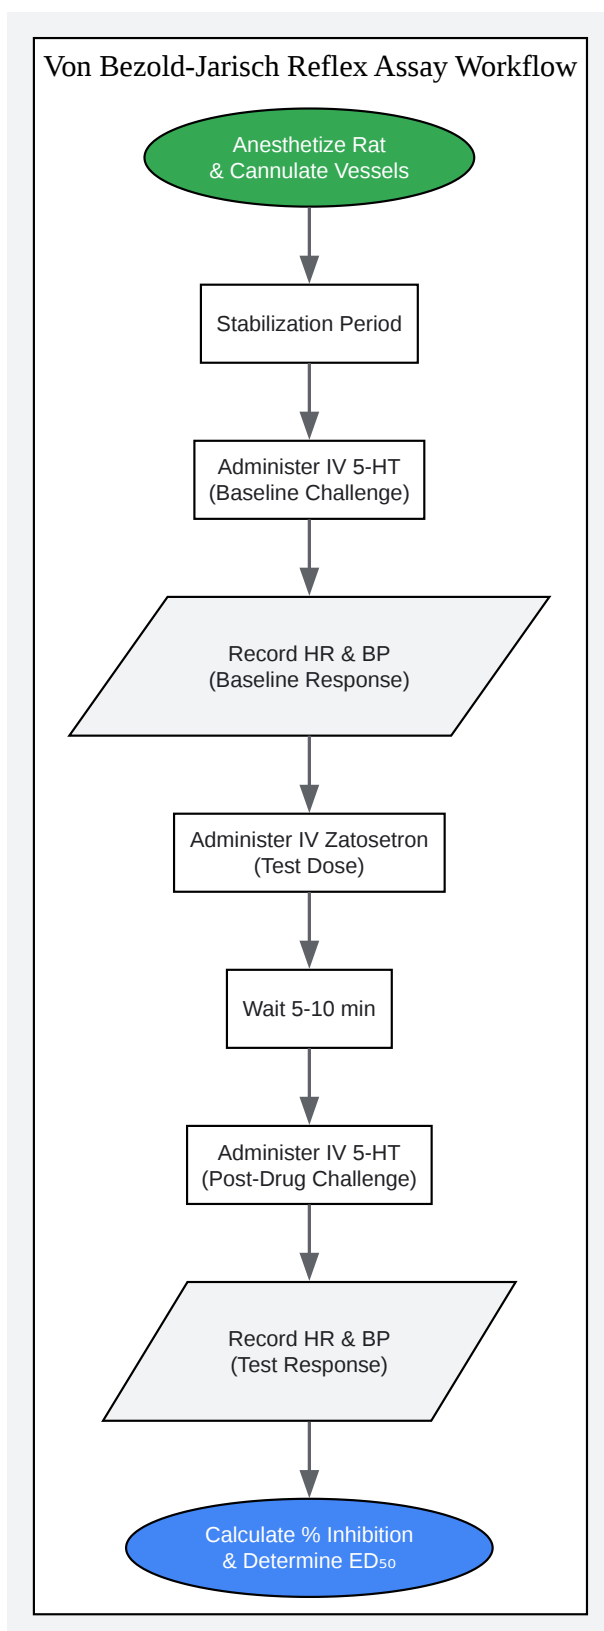 Von Bezold-Jarisch Reflex Assay Workflow
Anesthetize Rat
& Cannulate Vessels
Stabilization Period
Administer IV 5-HT
(Baseline Challenge)
Record HR & BP
(Baseline Response)
Administer IV Zatosetron
(Test Dose)
Wait 5-10 min
Administer IV 5-HT
(Post-Drug Challenge)
Record HR & BP
(Test Response)
Calculate % Inhibition
& Determine ED₅₀